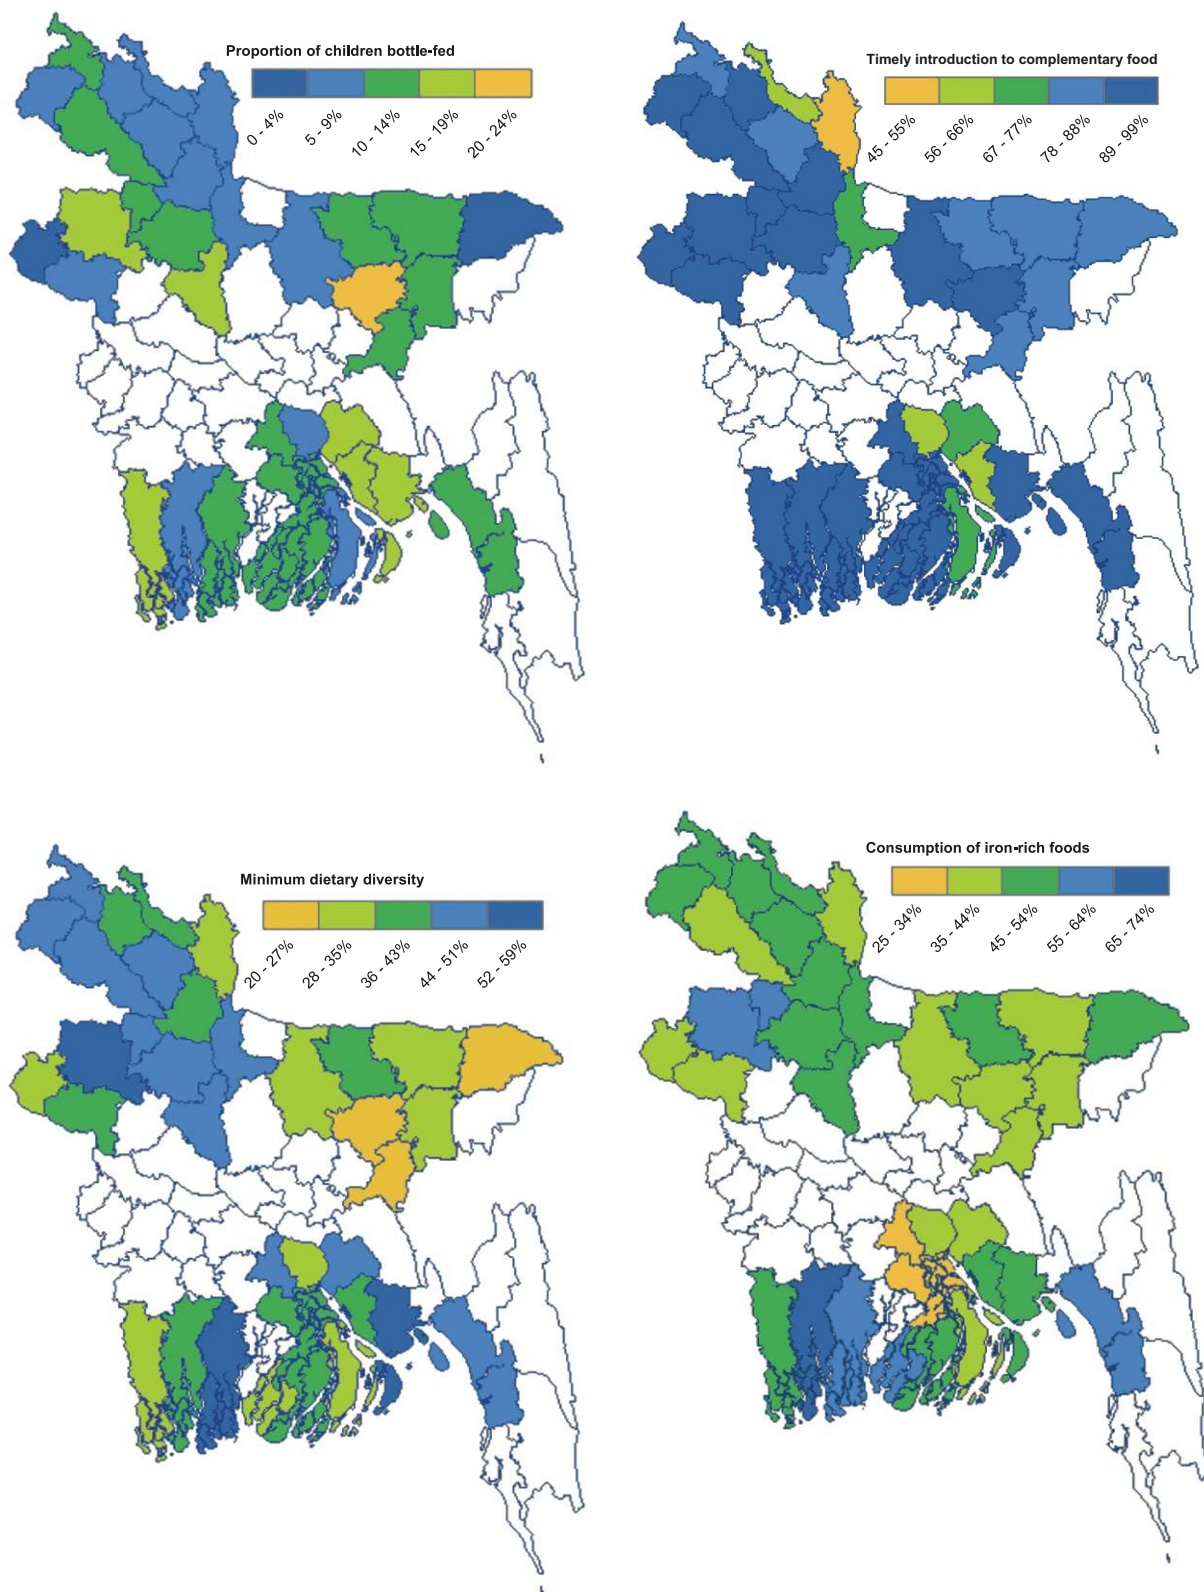 Proportion of children bottle-fed
0 - 4%
5 - 9%
10 - 14%
15 - 19%
20 - 24%
Timely introduction to complementary food
45 - 55%
56 - 66%
67 - 77%
78 - 88%
89 - 99%
Minimum dietary diversity
20 - 27%
28 - 35%
36 - 43%
44 - 51%
52 - 59%
Consumption of iron-rich foods
25 - 34%
35 - 44%
45 - 54%
55 - 64%
65 - 74%